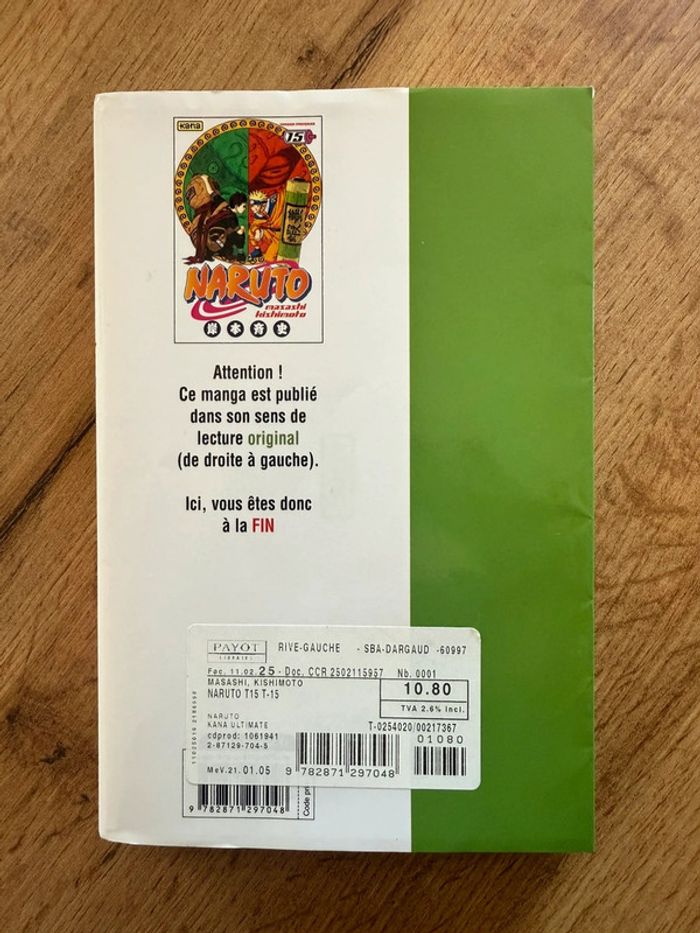 kana
15
NARUTO
masashi
kishimoto
岸本斉史
Attention !
Ce manga est publié
dans son sens de
lecture original
(de droite à gauche).
Ici, vous êtes donc
à la FIN
PAYOT
LIBRAIRE
RIVE-GAUCHE - SBA-DARGAUD -60997
Fac. 11.02.25 - Doc. CCR 2502115957 Nb. 0001
MASASHI, KISHIMOTO
NARUTO T15 T-15
10.80
TVA 2.6% Incl.
NARUTO
KANA ULTIMATE
cdprod: 1061941
2-87129-704-5
T-0254020/00217367
01080
MeV.21.01.05
9 782871 297048
9 782871 297048
Code pri